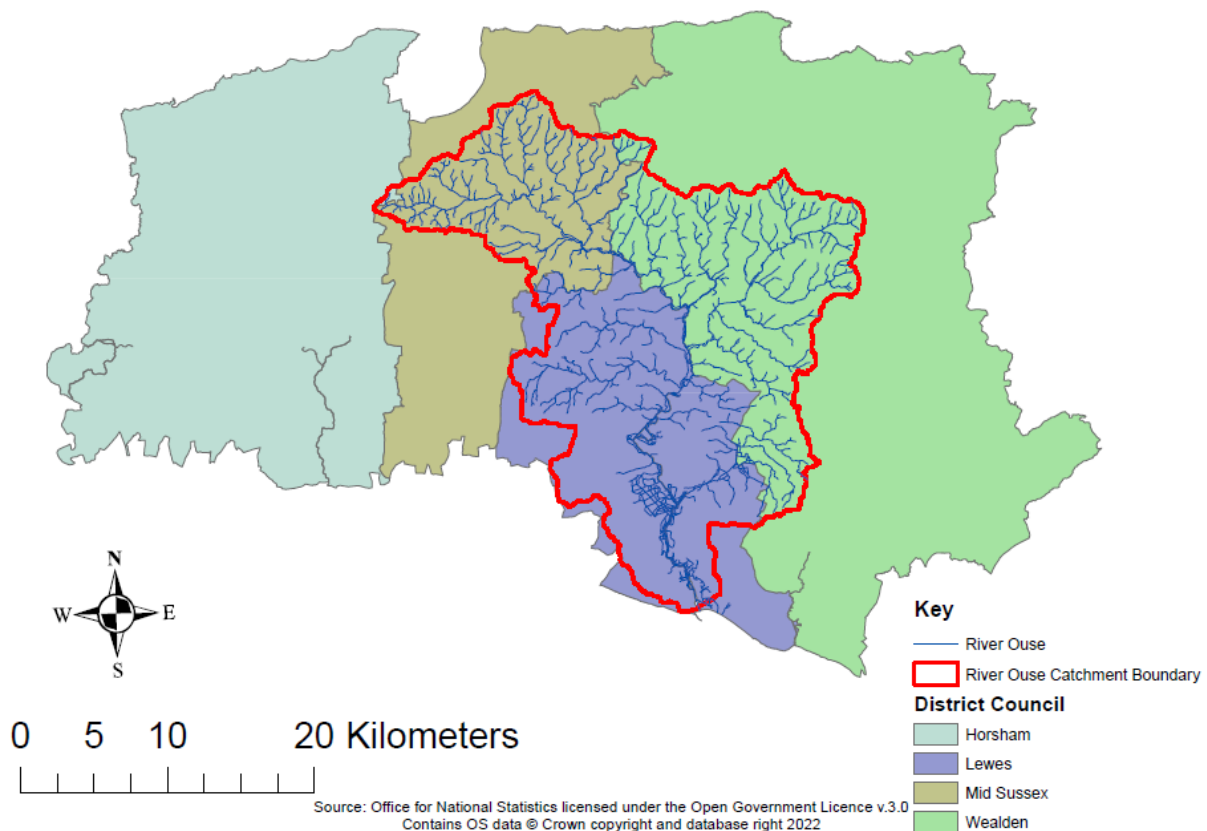 N
W E
S
0 5 10 20 Kilometers
Key
River Ouse
River Ouse Catchment Boundary
District Council
Horsham
Lewes
Mid Sussex
Wealden
Source: Office for National Statistics licensed under the Open Government Licence v.3.0
Contains OS data © Crown copyright and database right 2022